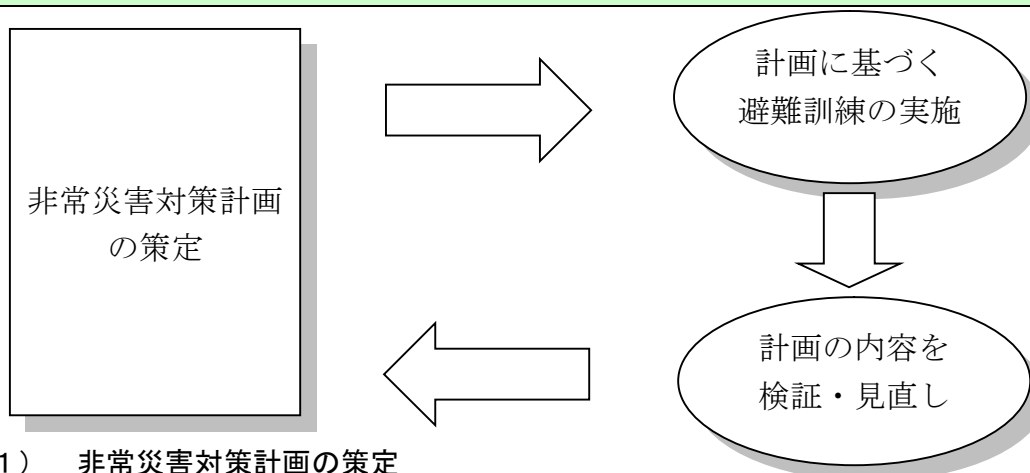 計画に基づく
避難訓練の実施
非常災害対策計画
の策定
計画の内容を
検証・見直し
1） 非常災害対策計画の策定